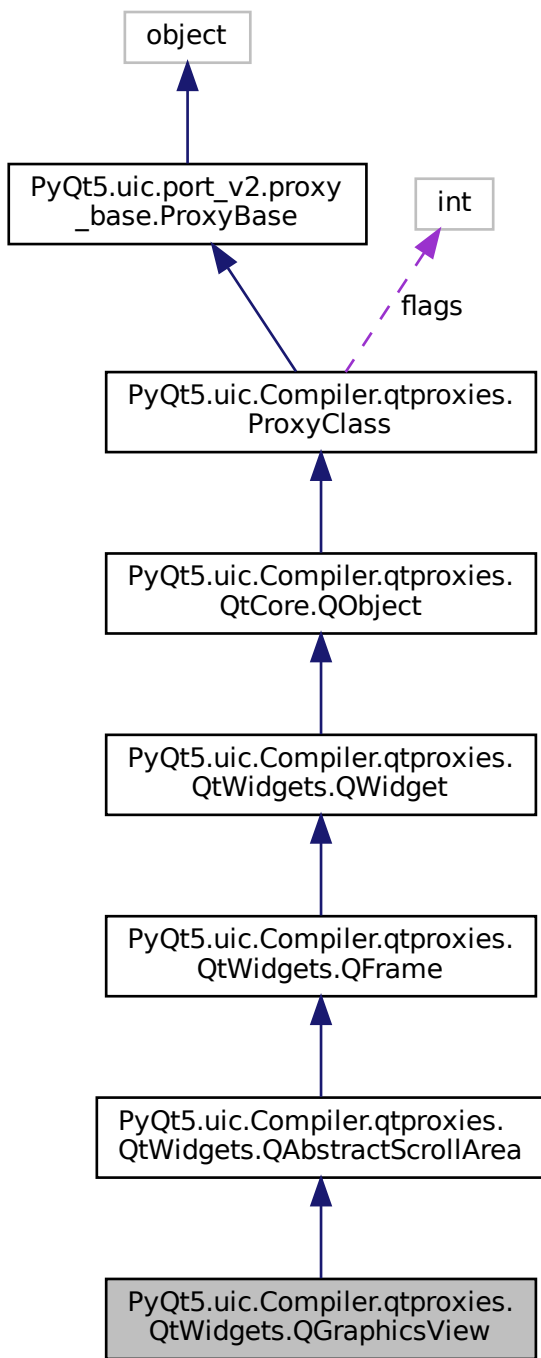 object
PyQt5.uic.port_v2.proxy
_base.ProxyBase
int
flags
PyQt5.uic.Compiler.qtproxies.
ProxyClass
PyQt5.uic.Compiler.qtproxies.
QtCore.QObject
PyQt5.uic.Compiler.qtproxies.
QtWidgets.QWidget
PyQt5.uic.Compiler.qtproxies.
QtWidgets.QFrame
PyQt5.uic.Compiler.qtproxies.
QtWidgets.QAbstractScrollArea
PyQt5.uic.Compiler.qtproxies.
QtWidgets.QGraphicsView